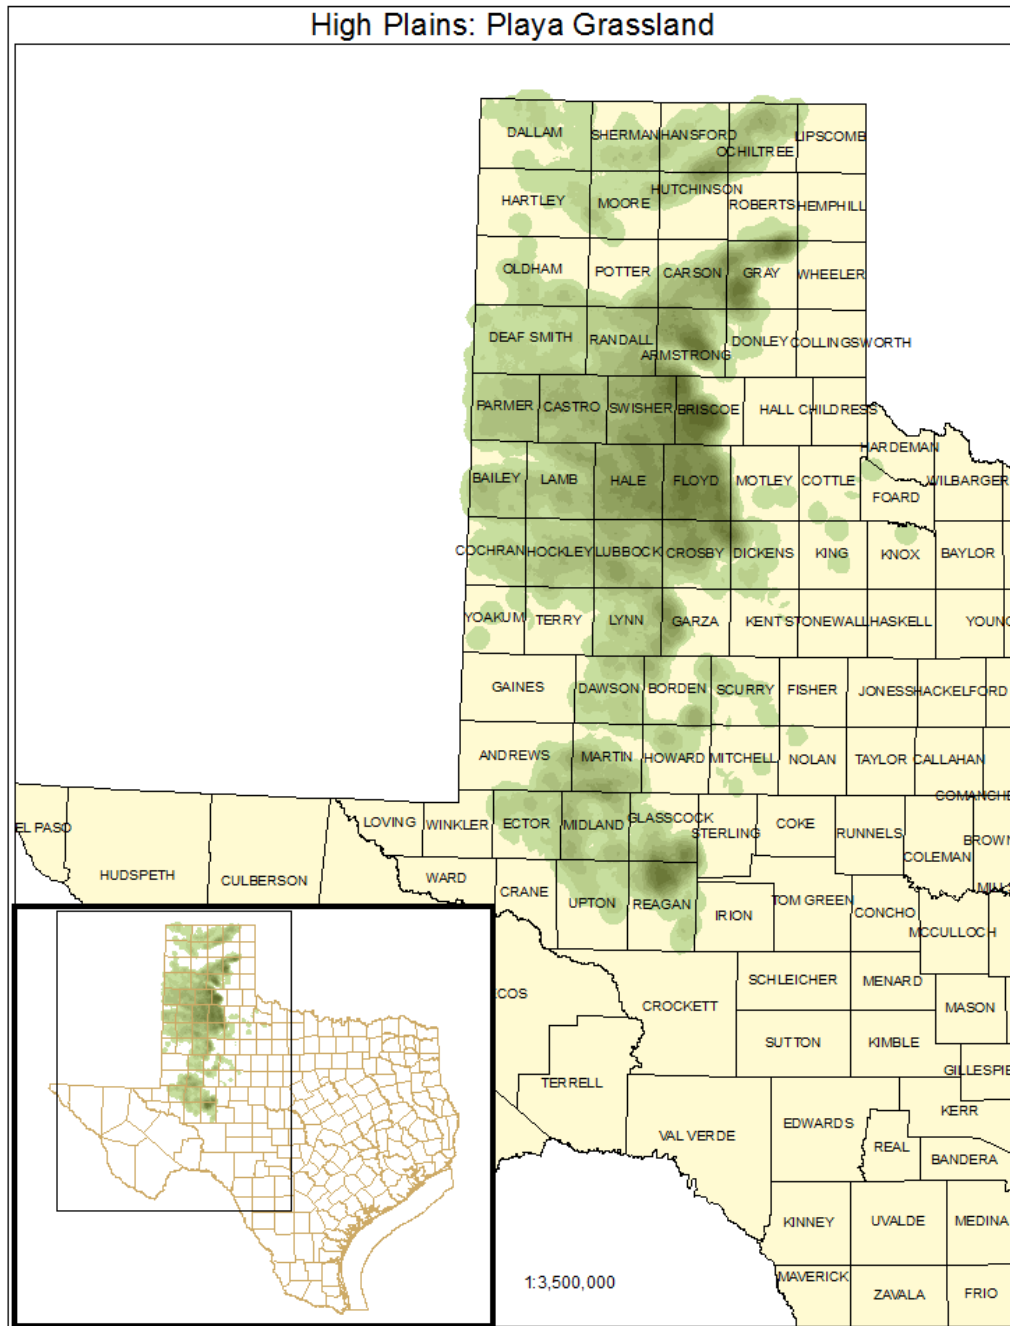 High Plains: Playa Grassland
DALLAM SHERMAN HANSFORD OCHILTREE LIPSCOMB
HARTLEY MOORE HUTCHINSON ROBERTS HEMPHILL
OLDHAM POTTER CARSON GRAY WHEELER
DEAF SMITH RANDALL ARMSTRONG DONLEY COLLINGSWORTH
PARMER CASTRO SWISHER BRISCOE HALL CHILDRESS
HARDEMAN
BAILEY LAMB HALE FLOYD MOTLEY COTTLE FOARD WILBARGER
COCHRAN HOCKLEY LUBBOCK CROSBY DICKENS KING KNOX BAYLOR
YOAKUM TERRY LYNN GARZA KENT STONEWALL HASKELL YOUNG
GAINES DAWSON BORDEN SCURRY FISHER JONES SHACKELFORD
ANDREWS MARTIN HOWARD MITCHELL NOLAN TAYLOR CALLAHAN
COMANCHE
EL PASO HUDSPETH CULBERSON LOVING WINKLER ECTOR MIDLAND GLASSCOCK STERLING COKE RUNNELS COLEMAN BROWN
WARD CRANE UPTON REAGAN IRION TOM GREEN CONCHO MCCULLOCH
COS CROCKETT SCHLEICHER MENARD MASON
TERRELL SUTTON KIMBLE GILLESPIE
VAL VERDE EDWARDS REAL KERR
BANDERA
KINNEY UVALDE MEDINA
MAVERICK ZAVALA FRIO
1:3,500,000